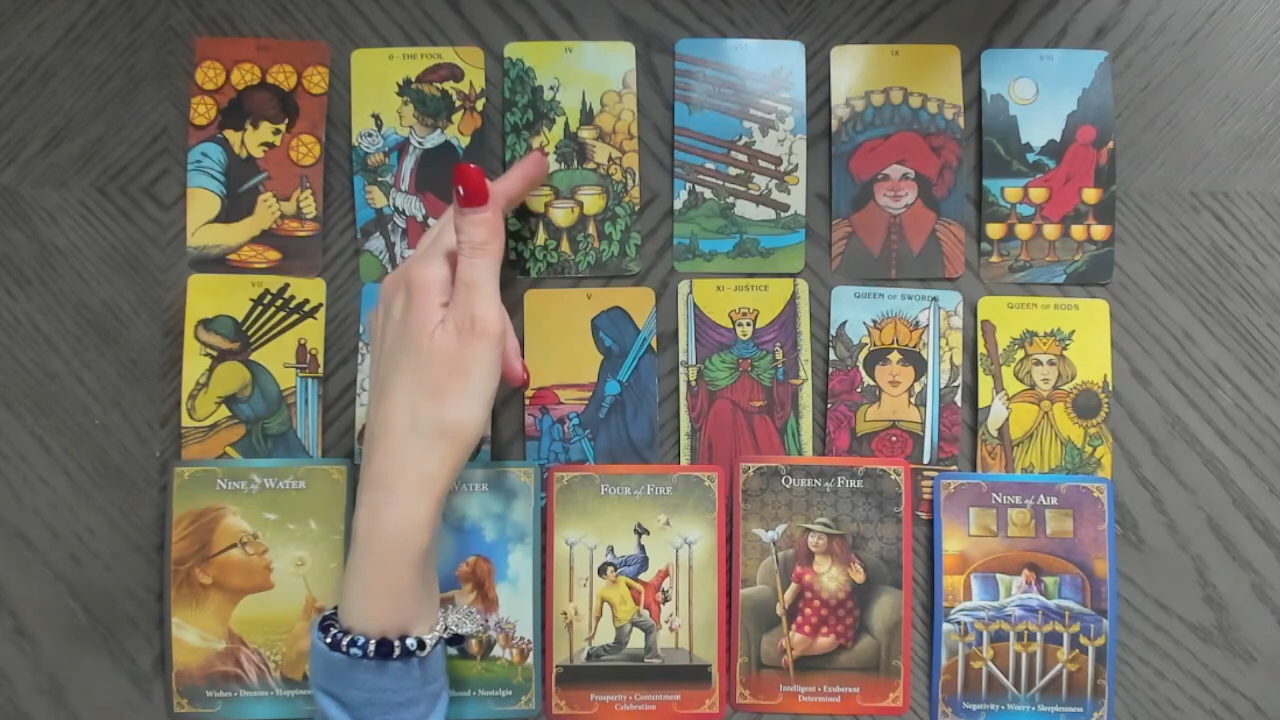 0 – THE FOOL
IV
IX
VIII
VII
V
XI – JUSTICE
QUEEN OF SWORDS
QUEEN OF RODS
NINE of WATER
WATER
FOUR of FIRE
QUEEN of FIRE
NINE of AIR
Wishes • Dreams • Happiness
Nostalgia
Prosperity • Contentment
Celebration
Intelligent • Exuberant
Determined
Negativity • Worry • Sleeplessness